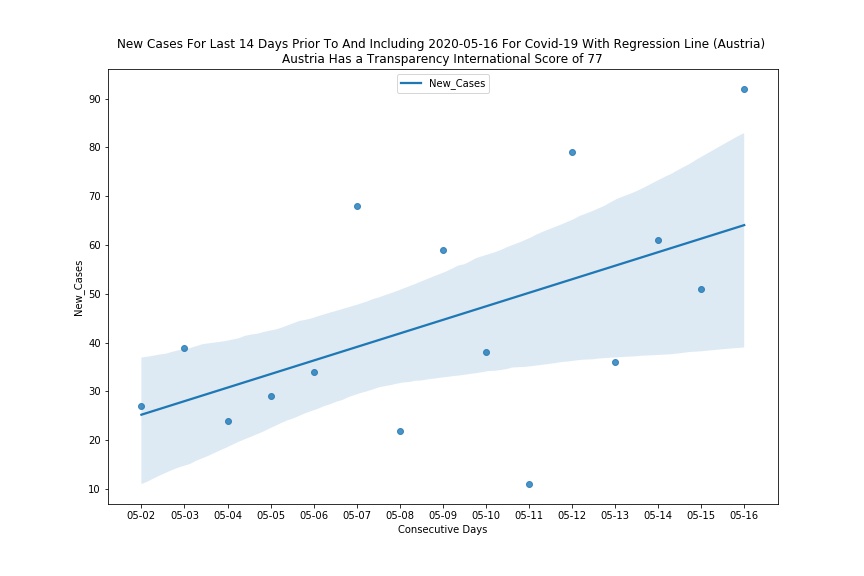 New Cases For Last 14 Days Prior To And Including 2020-05-16 For Covid-19 With Regression Line (Austria)
Austria Has a Transparency International Score of 77
New_Cases
90
80
70
60
50
40
30
20
10
New_Cases
05-02 05-03 05-04 05-05 05-06 05-07 05-08 05-09 05-10 05-11 05-12 05-13 05-14 05-15 05-16
Consecutive Days